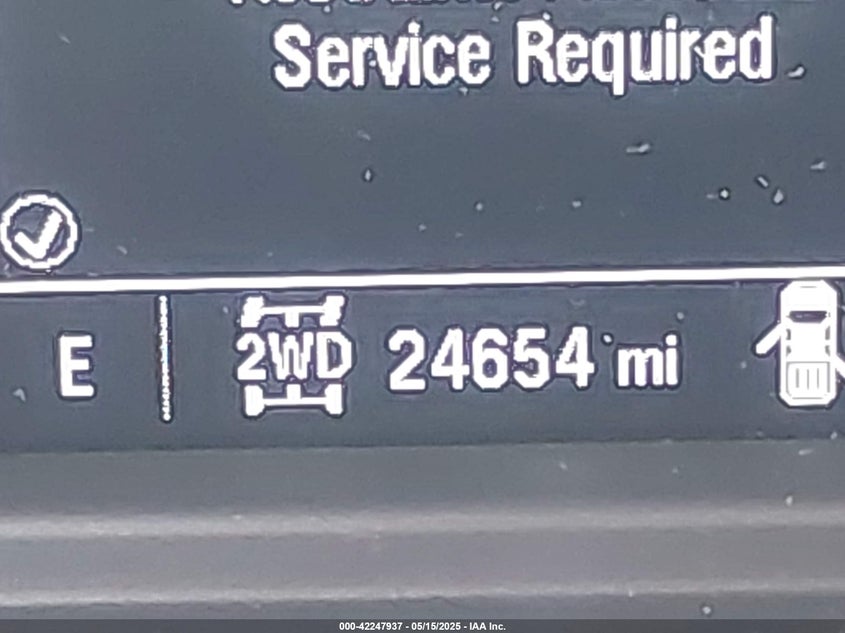 Service Required
E 2WD 24654 mi
000-42247937 - 05/15/2025 - IAA Inc.